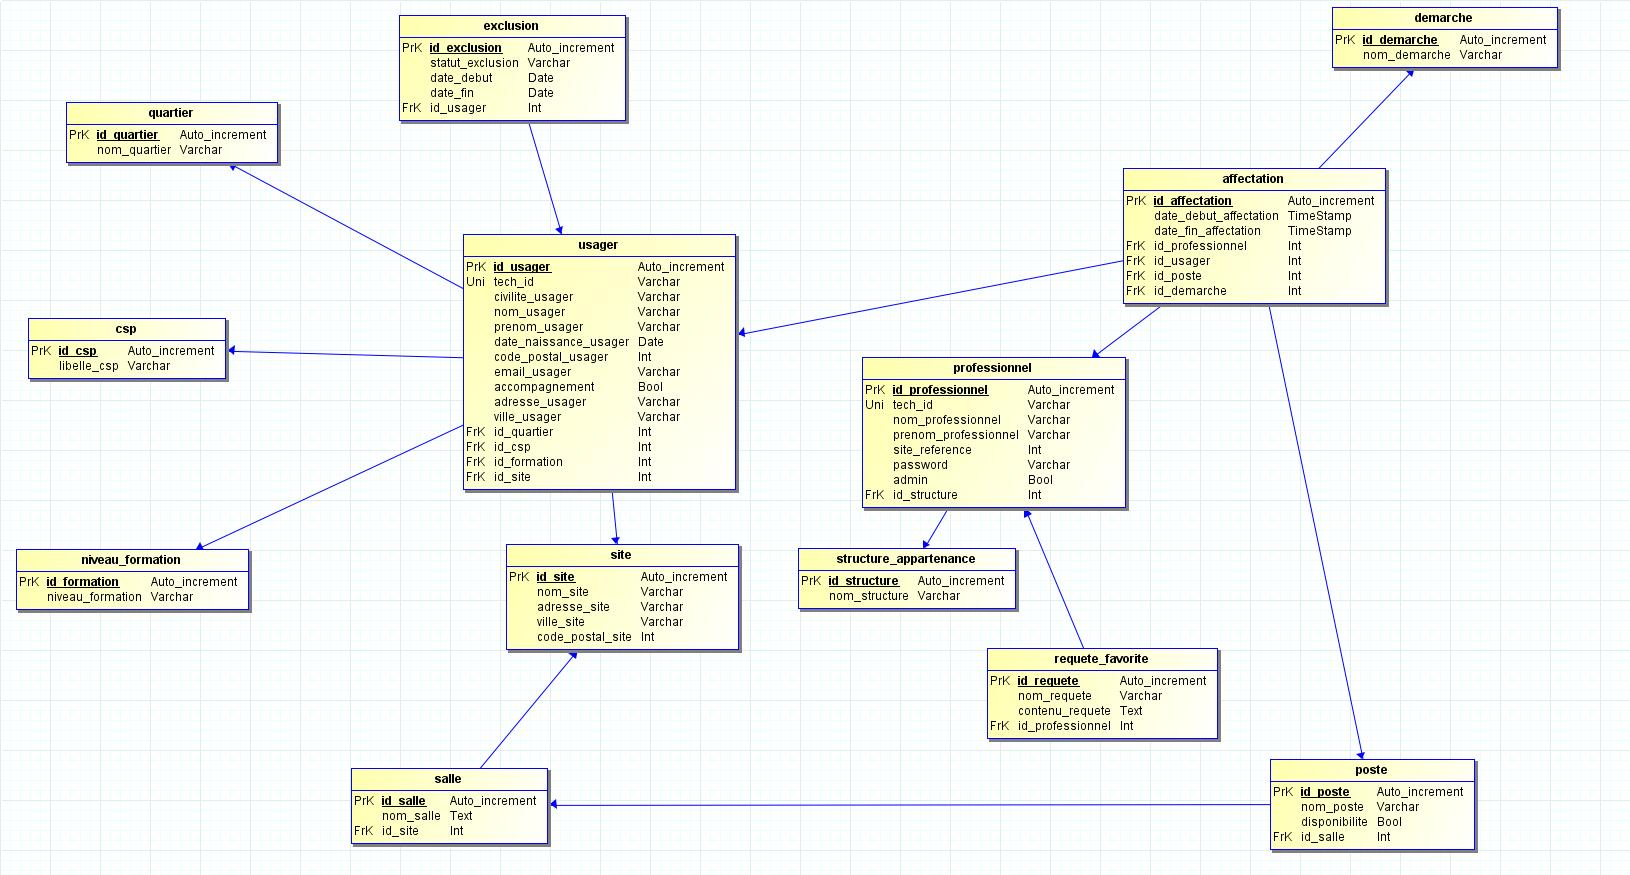 exclusion
PrK id_exclusion Auto_increment
statut_exclusion Varchar
date_debut Date
date_fin Date
FrK id_usager Int
demarche
PrK id_demarche Auto_increment
nom_demarche Varchar
quartier
PrK id_quartier Auto_increment
nom_quartier Varchar
affectation
PrK id_affectation Auto_increment
date_debut_affectation TimeStamp
date_fin_affectation TimeStamp
FrK id_professionnel Int
FrK id_usager Int
FrK id_poste Int
FrK id_demarche Int
usager
PrK id_usager Auto_increment
Uni tech_id Varchar
civilite_usager Varchar
nom_usager Varchar
prenom_usager Varchar
date_naissance_usager Date
code_postal_usager Int
email_usager Varchar
accompagnement Bool
adresse_usager Varchar
ville_usager Varchar
FrK id_quartier Int
FrK id_csp Int
FrK id_formation Int
FrK id_site Int
csp
PrK id_csp Auto_increment
libelle_csp Varchar
professionnel
PrK id_professionnel Auto_increment
Uni tech_id Varchar
nom_professionnel Varchar
prenom_professionnel Varchar
site_reference Int
password Varchar
admin Bool
FrK id_structure Int
niveau_formation
PrK id_formation Auto_increment
niveau_formation Varchar
site
PrK id_site Auto_increment
nom_site Varchar
adresse_site Varchar
ville_site Varchar
code_postal_site Int
structure_appartenance
PrK id_structure Auto_increment
nom_structure Varchar
requete_favorite
PrK id_requete Auto_increment
nom_requete Varchar
contenu_requete Text
FrK id_professionnel Int
salle
PrK id_salle Auto_increment
nom_salle Text
FrK id_site Int
poste
PrK id_poste Auto_increment
nom_poste Varchar
disponibilite Bool
FrK id_salle Int